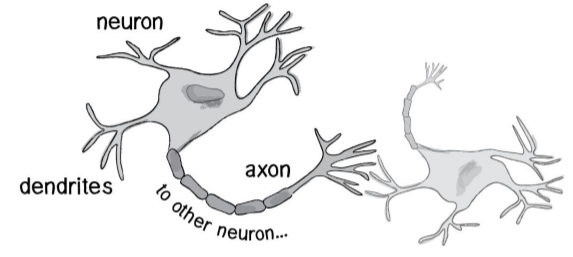 neuron
dendrites
axon
to other neuron...